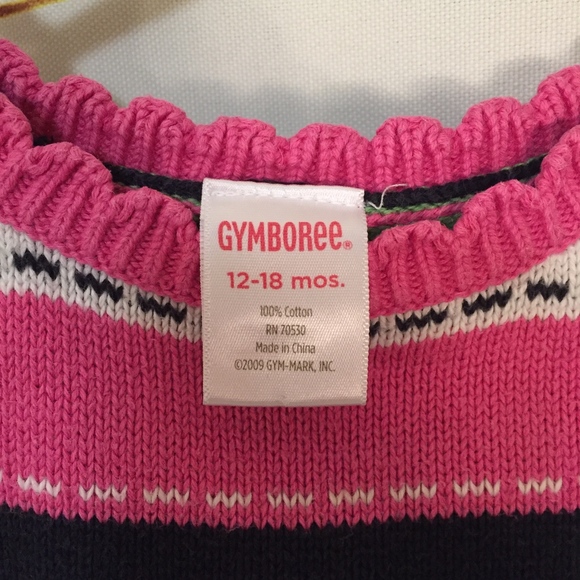 GYMBOREE®
12-18 mos.
100% Cotton
RN 70530
Made in China
©2009 GYM-MARK, INC.